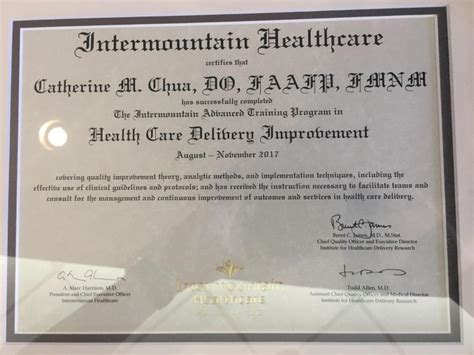 Intermountain Healthcare
certifies that
Catherine M. Chua, DO, FAAFP, FMNM
has successfully completed
The Intermountain Advanced Training Program in
Health Care Delivery Improvement
August – November 2017
covering quality improvement theory, analytic methods, and implementation techniques, including the
effective use of clinical guidelines and protocols; and has received the instruction necessary to facilitate teams and
consult for the management and continuous improvement of outcomes and services in health care delivery.
Brent C. James, M.D., M.Stat.
Chief Quality Officer and Executive Director
Institute for Healthcare Delivery Research
A. Marc Harrison, M.D.
President and Chief Executive Officer
Intermountain Healthcare
Intermountain
Healthcare
Todd Allen, M.D.
Assistant Chief Quality Officer and Medical Director
Institute for Healthcare Delivery Research